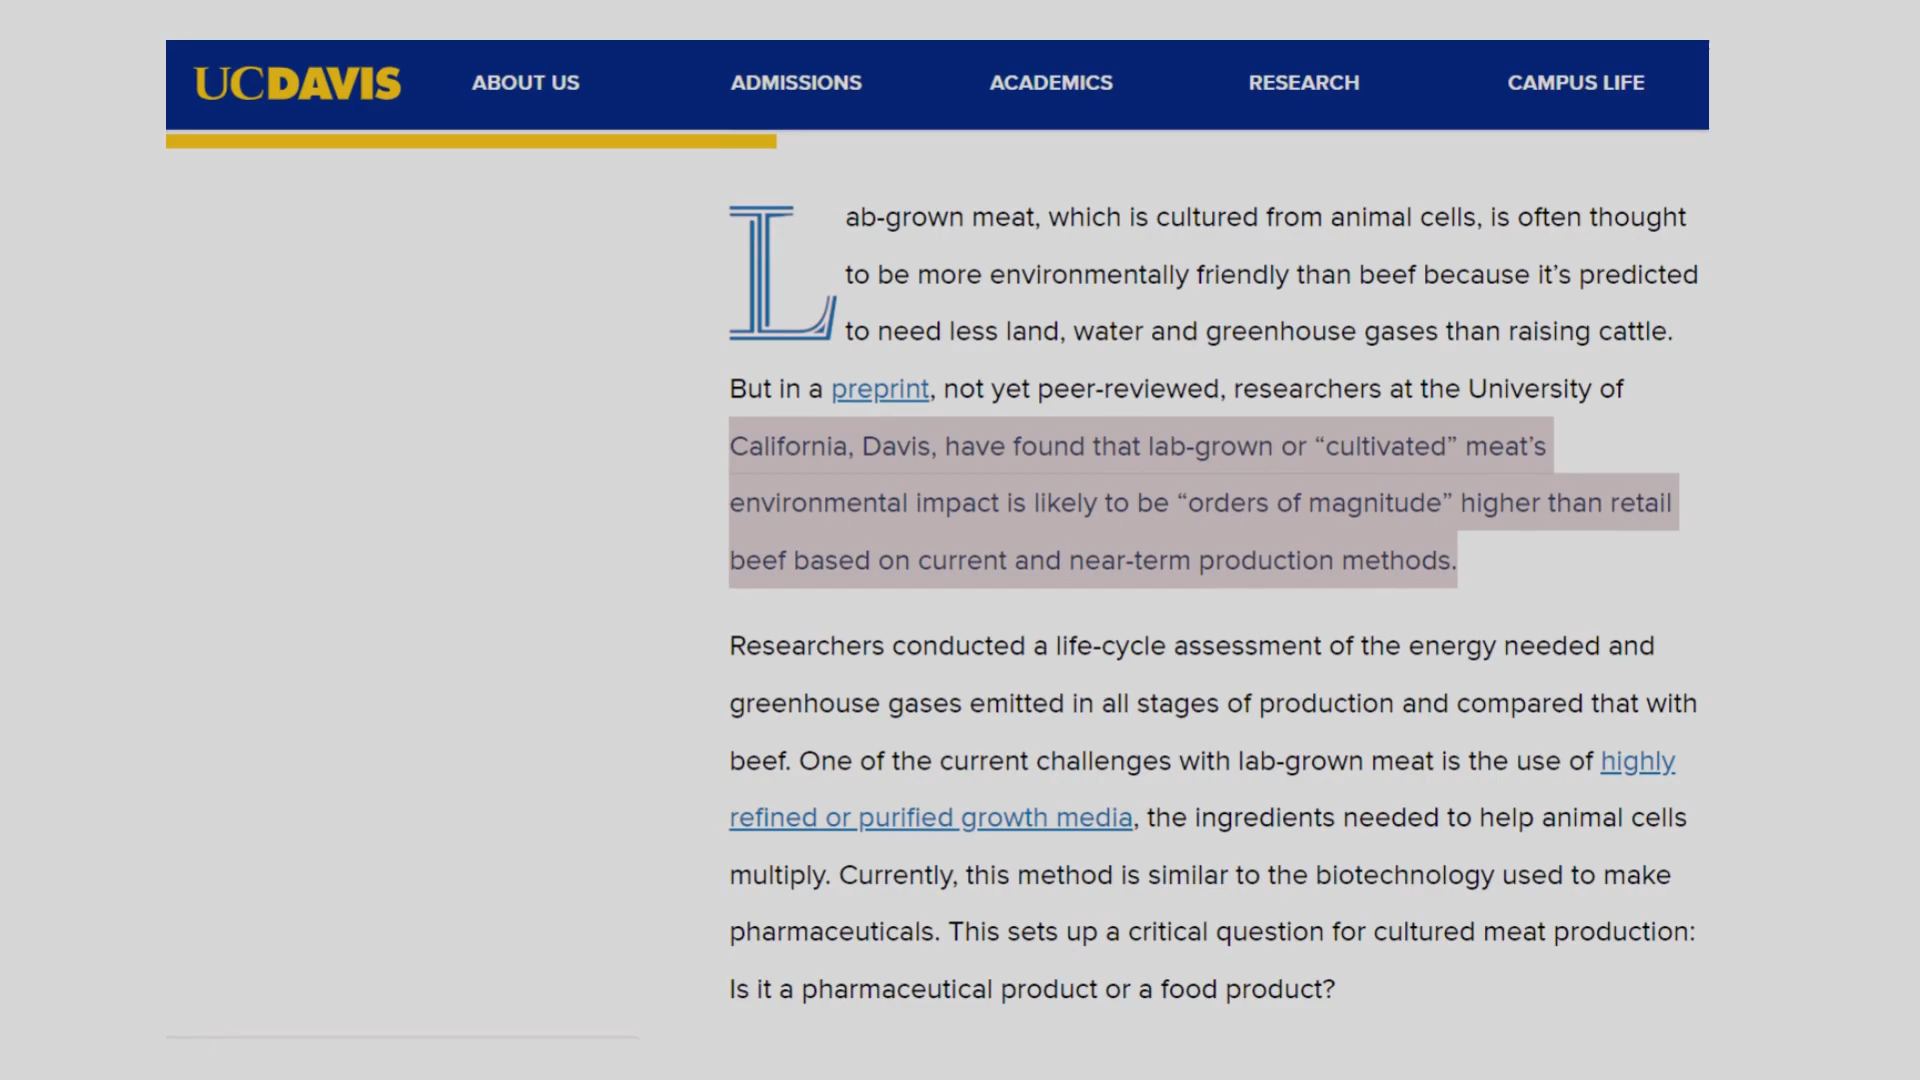 UCDAVIS ABOUT US ADMISSIONS ACADEMICS RESEARCH CAMPUS LIFE
Lab-grown meat, which is cultured from animal cells, is often thought
to be more environmentally friendly than beef because it’s predicted
to need less land, water and greenhouse gases than raising cattle.
But in a preprint, not yet peer-reviewed, researchers at the University of
California, Davis, have found that lab-grown or “cultivated” meat’s
environmental impact is likely to be “orders of magnitude” higher than retail
beef based on current and near-term production methods.
Researchers conducted a life-cycle assessment of the energy needed and
greenhouse gases emitted in all stages of production and compared that with
beef. One of the current challenges with lab-grown meat is the use of highly
refined or purified growth media, the ingredients needed to help animal cells
multiply. Currently, this method is similar to the biotechnology used to make
pharmaceuticals. This sets up a critical question for cultured meat production:
Is it a pharmaceutical product or a food product?